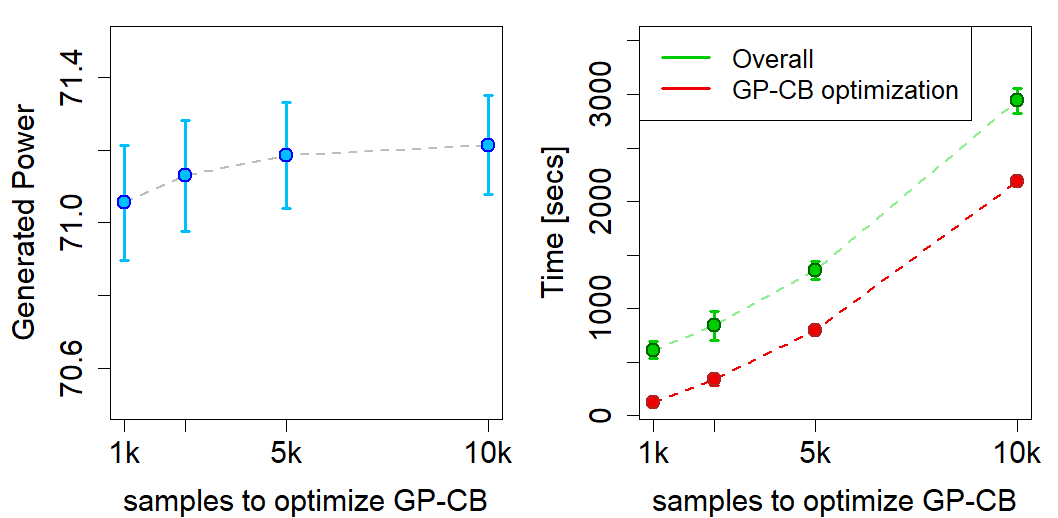 Generated Power
71.4
71.0
70.6
1k
5k
10k
samples to optimize GP-CB
Time [secs]
3000
2000
1000
0
Overall
GP-CB optimization
1k
5k
10k
samples to optimize GP-CB